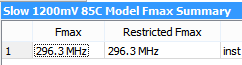 Slow 1200mV 85C Model Fmax Summary
Fmax Restricted Fmax
1 296.3 MHz 296.3 MHz inst